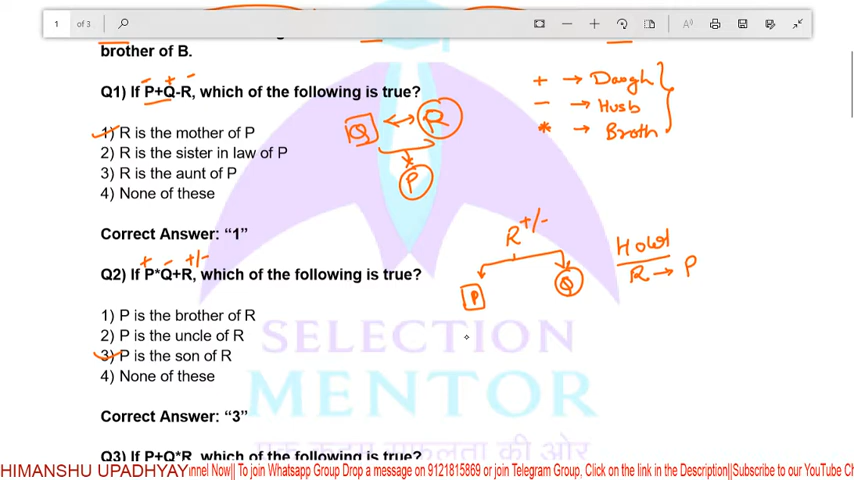 1 of 3
brother of B.
Q1) If P+Q-R, which of the following is true?
- + -
+ → Daugh
- → Husb
* → Broth
1) R is the mother of P
2) R is the sister in law of P
3) R is the aunt of P
4) None of these
Q ↔ R
P
Correct Answer: “1”
+ - +/-
Q2) If P*Q+R, which of the following is true?
R+/-
P Q
R → P
1) P is the brother of R
2) P is the uncle of R
3) P is the son of R
4) None of these
Correct Answer: “3”
SELECTION
MENTOR
एक कदम सफलता की ओर
Q3) If P+Q*R, which of the following is true?
HIMANSHU UPADHYAY nnel Now|| To join Whatsapp Group Drop a message on 9121815869 or join Telegram Group, Click on the link in the Description||Subscribe to our YouTube Cha